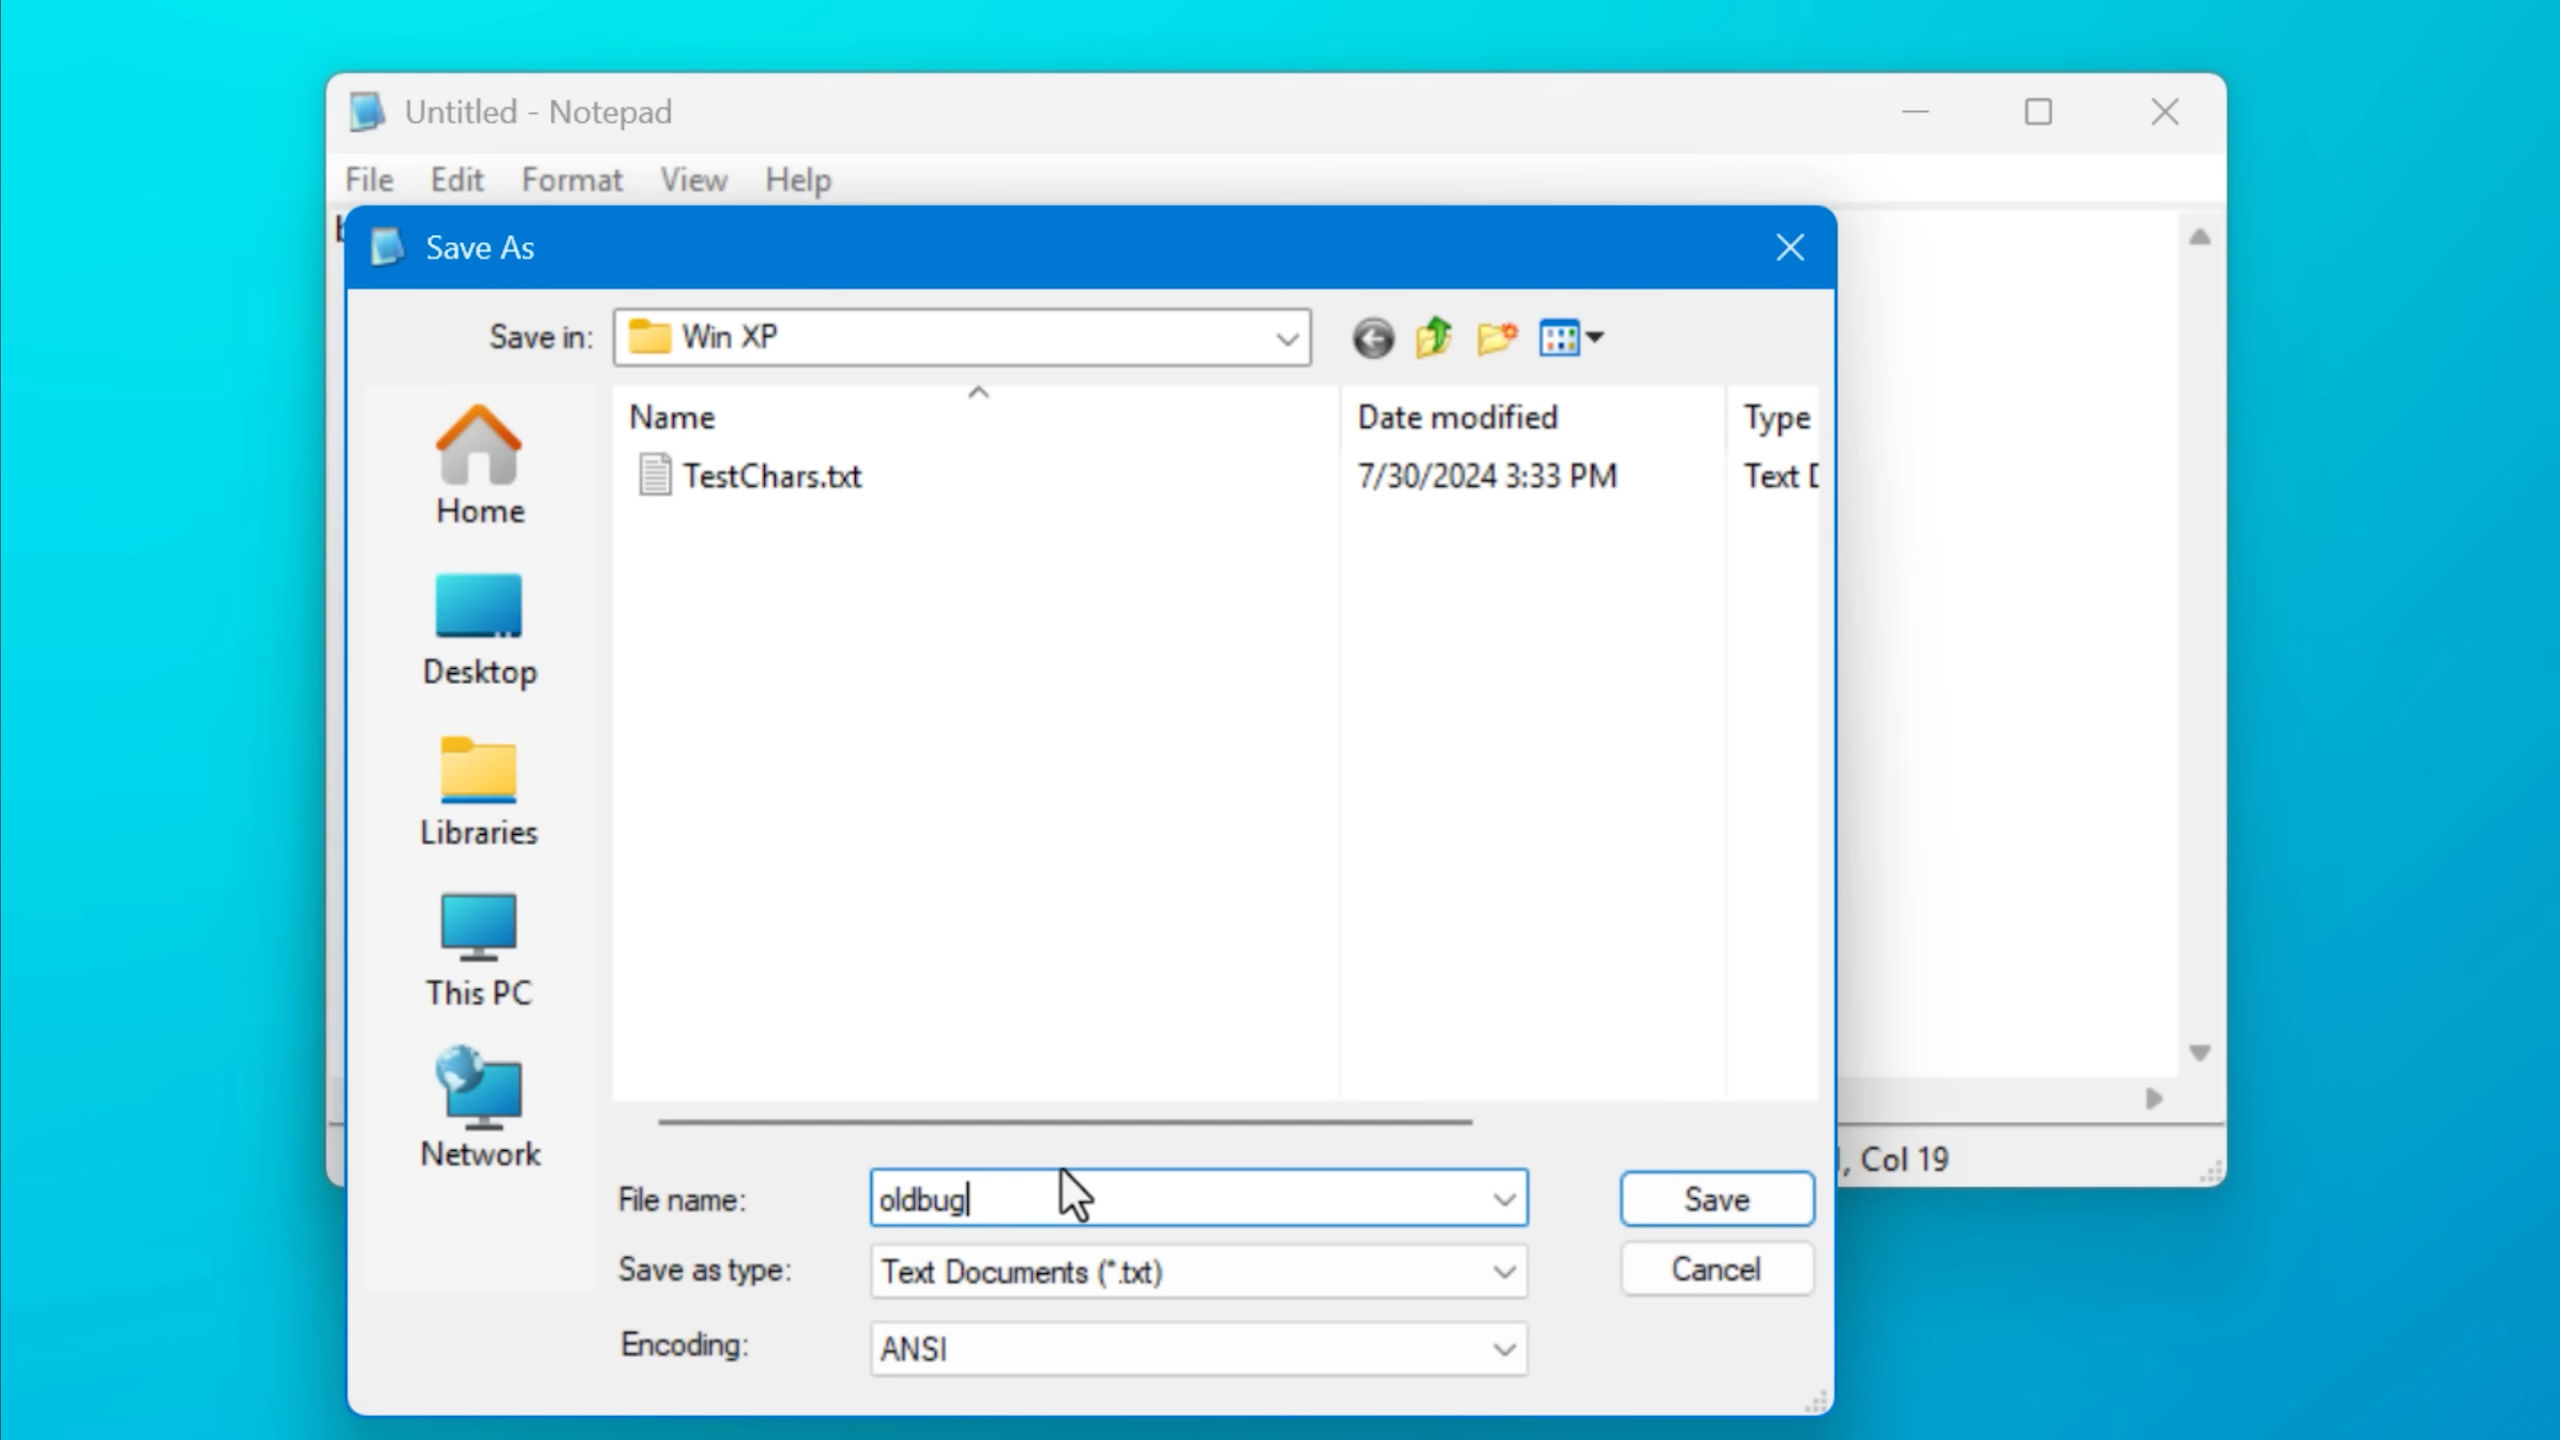 Untitled - Notepad
File Edit Format View Help
Save As
Save in: Win XP
Name Date modified Type
TestChars.txt 7/30/2024 3:33 PM Text
Home
Desktop
Libraries
This PC
Network
, Col 19
File name: oldbug Save
Save as type: Text Documents (*.txt) Cancel
Encoding: ANSI